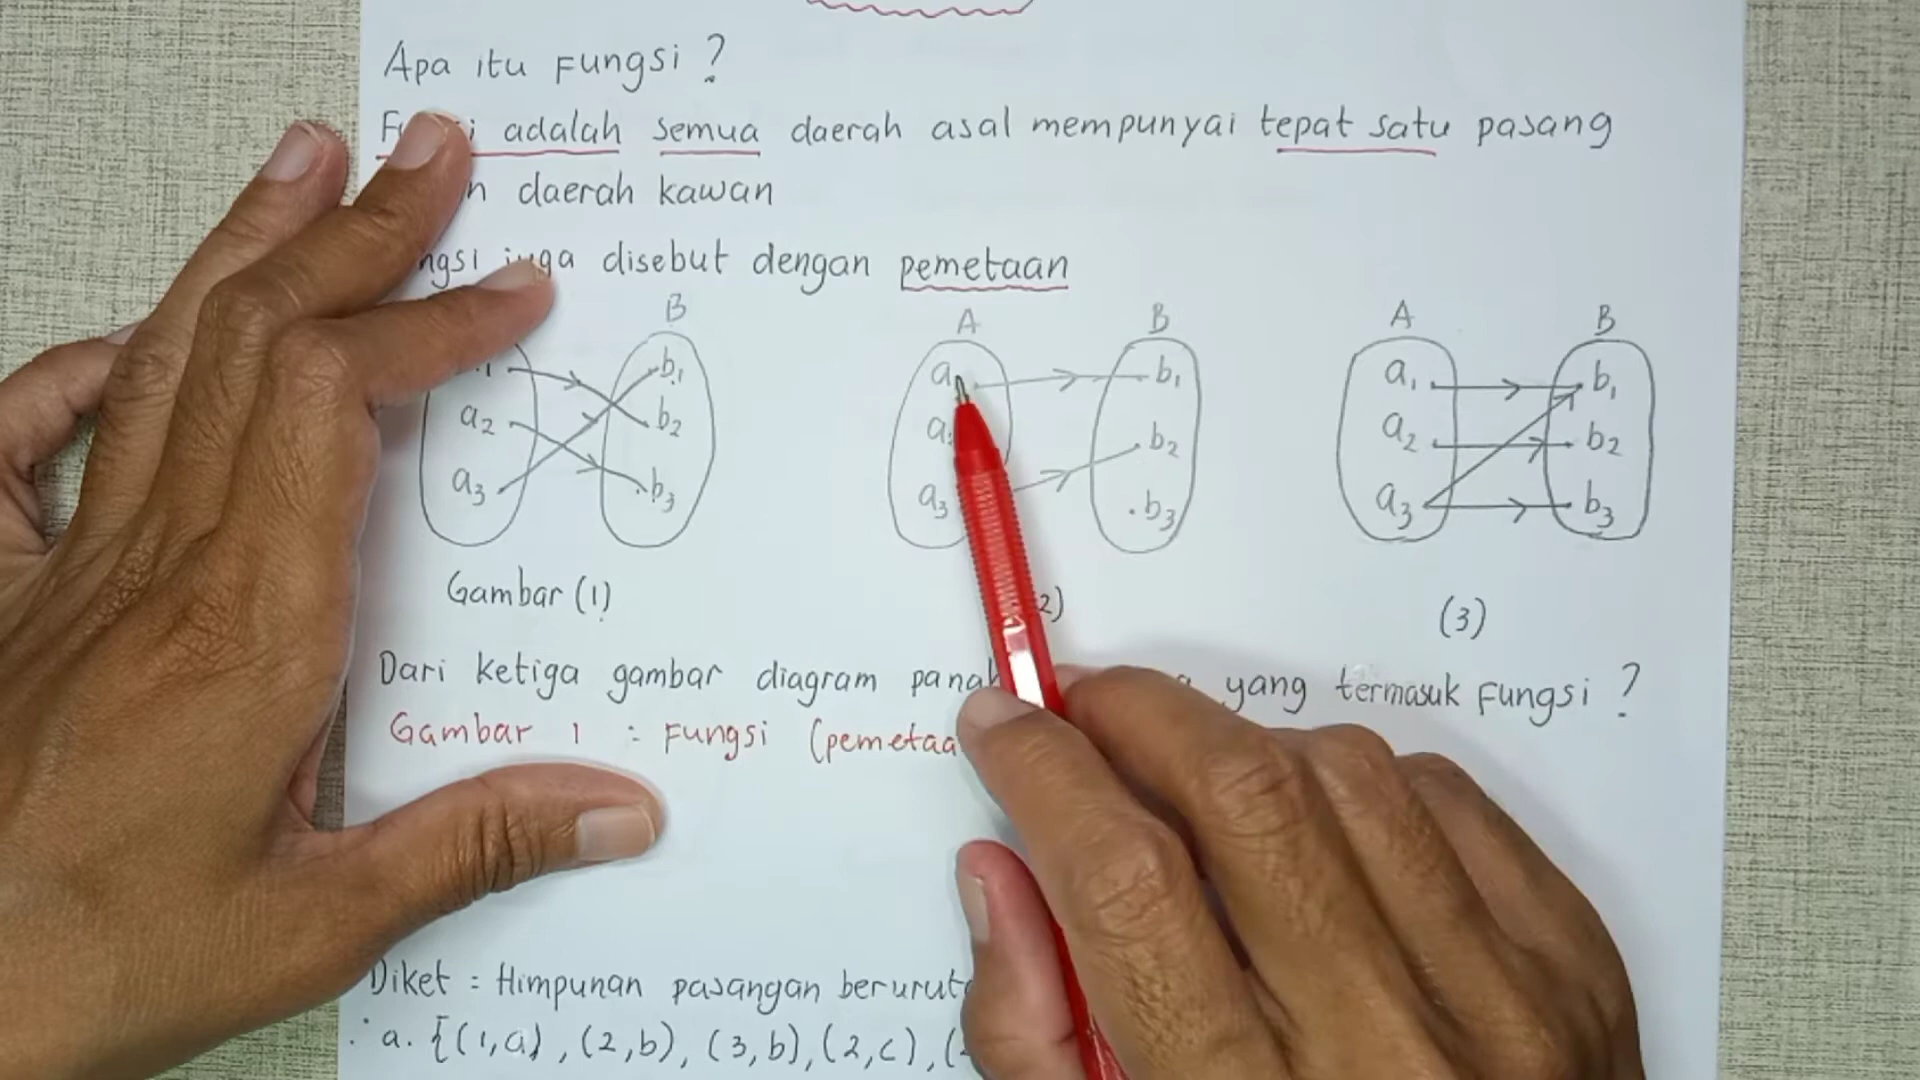 Apa itu Fungsi ?
adalah semua daerah asal mempunyai tepat satu pasang
daerah kawan
juga disebut dengan pemetaan
B A B A B
b1 a1 b1 a1 b1
a2 b2 b2 a2 b2
a3 b3 a3 b3 a3 b3
Gambar (1) (3)
Dari ketiga gambar diagram yang termasuk Fungsi ?
Gambar 1 : Fungsi
Diket : Himpunan pasangan
a. {(1,a), (2,b), (3,b), (2,c), (